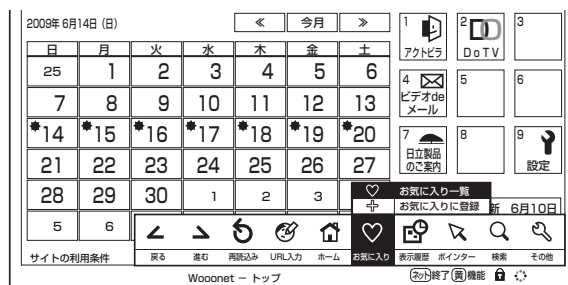 2009年 6月14日（日） ≪ 今月 ≫
日 月 火 水 木 金 土
25 1 2 3 4 5 6
7 8 9 10 11 12 13
14 15 16 17 18 19 20
21 22 23 24 25 26 27
28 29 30 1 2 3
5 6
1 アクトビラ
2 DoTV
3
4 ビデオde
メール
5
6
7 日立製品
のご案内
8
9 設定
お気に入り一覧
お気に入りに登録
新 6月10日
サイトの利用条件
戻る 進む 再読込み URL入力 ホーム お気に入り 表示履歴 ポインター 検索 その他
Wooonet － トップ
ネット終了 黄機能